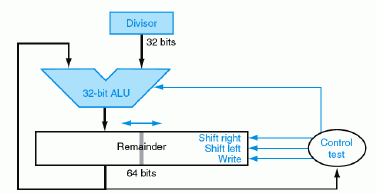 Divisor
32 bits
32-bit ALU
Remainder
Shift right
Shift left
Write
Control
test
64 bits